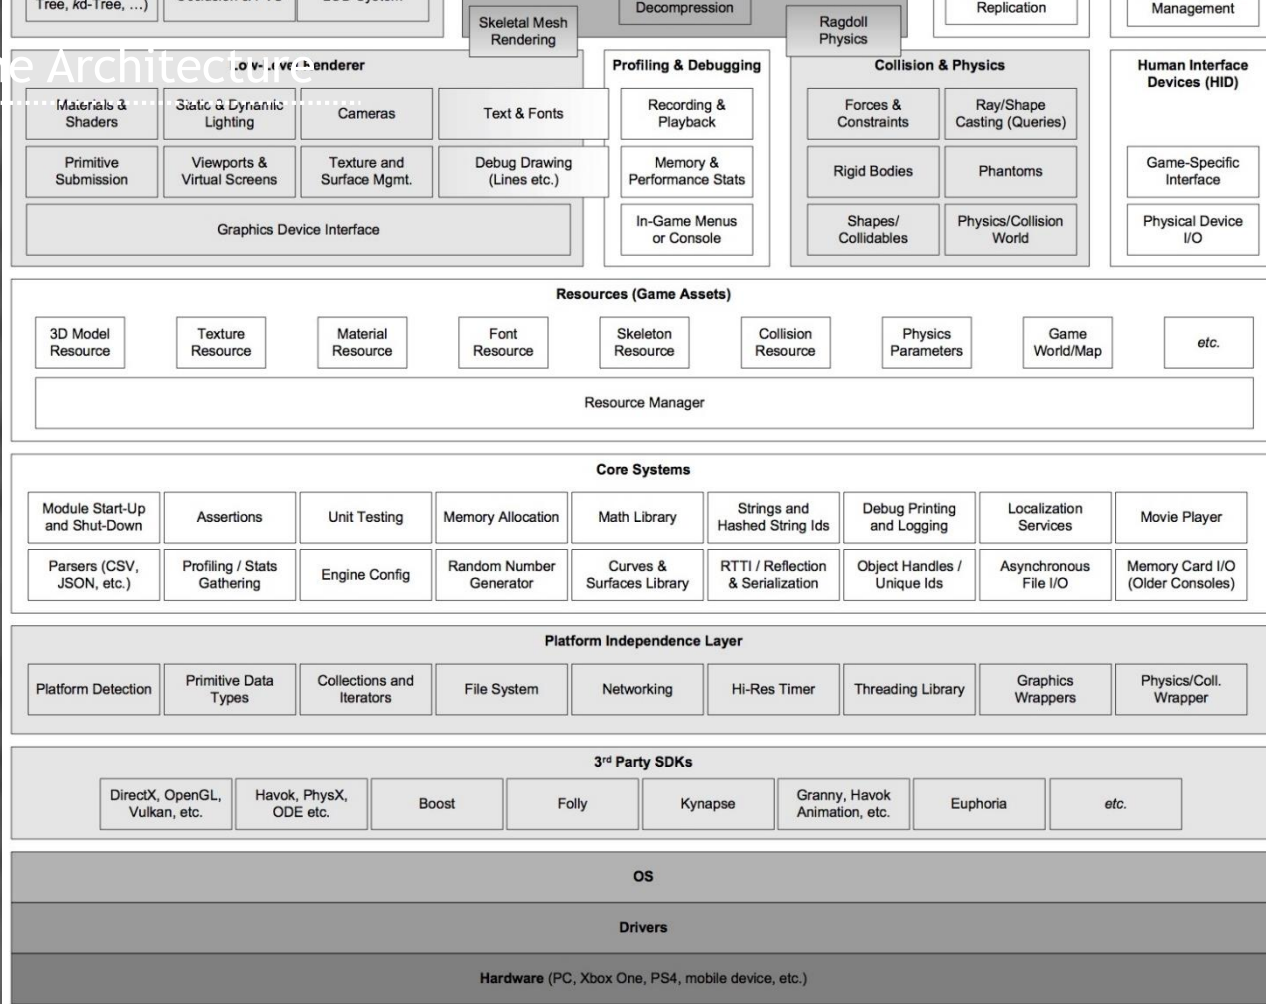 Tree, kd-Tree, ...)
Skeletal Mesh
Rendering
Decompression
Ragdoll
Physics
Replication
Management
e Architecture
Low-Level Renderer
Materials &
Shaders
Static & Dynamic
Lighting
Cameras
Text & Fonts
Primitive
Submission
Viewports &
Virtual Screens
Texture and
Surface Mgmt.
Debug Drawing
(Lines etc.)
Graphics Device Interface
Profiling & Debugging
Recording &
Playback
Memory &
Performance Stats
In-Game Menus
or Console
Collision & Physics
Forces &
Constraints
Ray/Shape
Casting (Queries)
Rigid Bodies
Phantoms
Shapes/
Collidables
Physics/Collision
World
Human Interface
Devices (HID)
Game-Specific
Interface
Physical Device
I/O
Resources (Game Assets)
3D Model
Resource
Texture
Resource
Material
Resource
Font
Resource
Skeleton
Resource
Collision
Resource
Physics
Parameters
Game
World/Map
etc.
Resource Manager
Core Systems
Module Start-Up
and Shut-Down
Assertions
Unit Testing
Memory Allocation
Math Library
Strings and
Hashed String Ids
Debug Printing
and Logging
Localization
Services
Movie Player
Parsers (CSV,
JSON, etc.)
Profiling / Stats
Gathering
Engine Config
Random Number
Generator
Curves &
Surfaces Library
RTTI / Reflection
& Serialization
Object Handles /
Unique Ids
Asynchronous
File I/O
Memory Card I/O
(Older Consoles)
Platform Independence Layer
Platform Detection
Primitive Data
Types
Collections and
Iterators
File System
Networking
Hi-Res Timer
Threading Library
Graphics
Wrappers
Physics/Coll.
Wrapper
3rd Party SDKs
DirectX, OpenGL,
Vulkan, etc.
Havok, PhysX,
ODE etc.
Boost
Folly
Kynapse
Granny, Havok
Animation, etc.
Euphoria
etc.
OS
Drivers
Hardware (PC, Xbox One, PS4, mobile device, etc.)